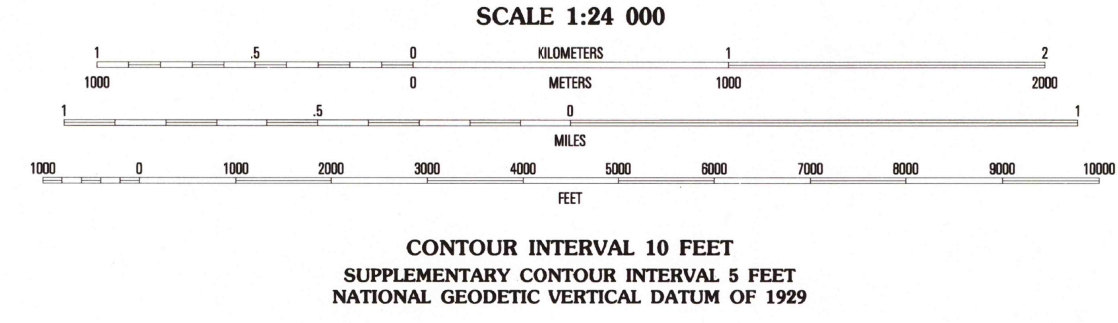 SCALE 1:24 000
1 .5 0 KILOMETERS 1 2
1000 0 METERS 1000 2000
1 .5 0 1
MILES
1000 0 1000 2000 3000 4000 5000 6000 7000 8000 9000 10000
FEET
CONTOUR INTERVAL 10 FEET
SUPPLEMENTARY CONTOUR INTERVAL 5 FEET
NATIONAL GEODETIC VERTICAL DATUM OF 1929